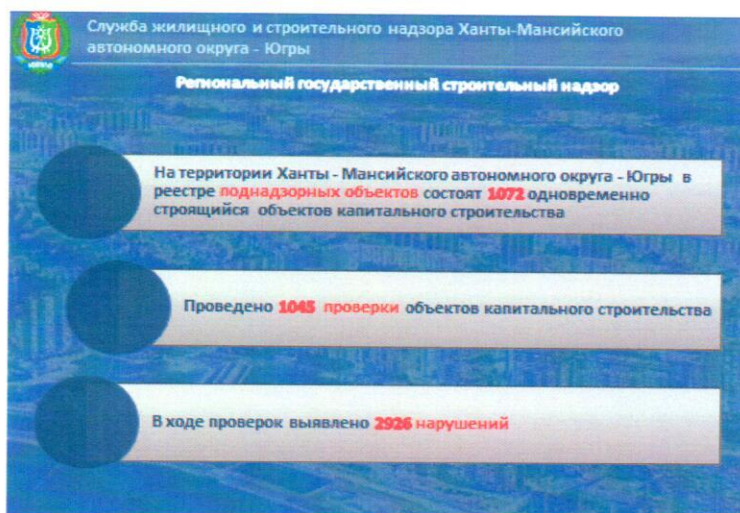 Служба жилищного и строительного надзора Ханты-Мансийского
автономного округа - Югры
Региональный государственный строительный надзор
На территории Ханты - Мансийского автономного округа - Югры в
реестре поднадзорных объектов состоят 1072 одновременно
строящийся объектов капитального строительства
Проведено 1045 проверки объектов капитального строительства
В ходе проверок выявлено 2926 нарушений